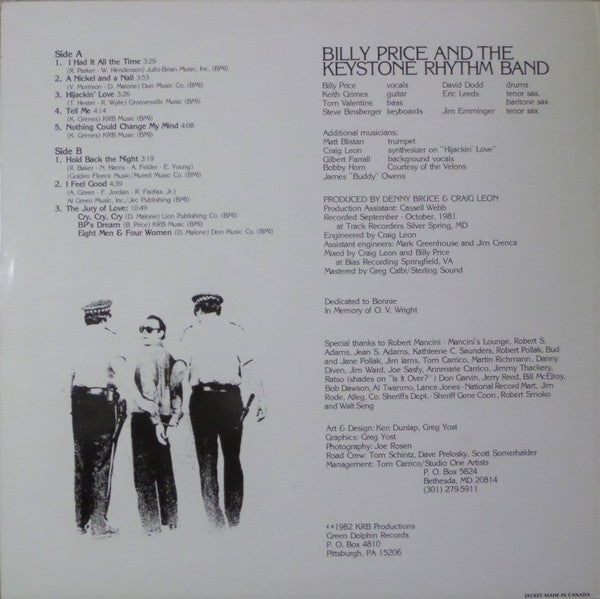 Side A
1. I Had It All the Time 3:29
(R. Parker - W. Henderson) Julio-Brian Music, Inc. (BMI)
2. A Nickel and a Nail 3:53
(V. Morrison - D. Malone) Don Music Co. (BMI)
3. Hijackin' Love 3:26
(T. Hester - R. Wylie) Groovesville Music (BMI)
4. Tell Me 4:14
(K. Grimes) KRB Music (BMI)
5. Nothing Could Change My Mind 4:08
(K. Grimes) KRB Music (BMI)
Side B
1. Hold Back the Night 3:19
(R. Baker - N. Harris - A. Felder - E. Young)
(Golden Fleece Music/Mured Music Co. (BMI)
2. I Feel Good 4:39
(A. Green - F. Jordan - R. Fairfax, Jr.)
Al Green Music, Inc./Jec Publishing (BMI)
3. The Jury of Love: 10:49
Cry, Cry, Cry (D. Malone) Lion Publishing Co. (BMI)
BP's Dream (B. Price) KRB Music (BMI)
Eight Men & Four Women (D. Malone) Don Music Co. (BMI)
BILLY PRICE AND THE
KEYSTONE RHYTHM BAND
Billy Price vocals David Dodd drums
Keith Grimes guitar Eric Leeds tenor sax,
Tom Valentine bass baritone sax
Steve Binsberger keyboards Jim Emminger tenor sax
Additional musicians:
Matt Blistan trumpet
Craig Leon synthesizer on "Hijackin' Love"
Gilbert Farrall background vocals
Bobby Horn Courtesy of the Velons
James "Buddy" Owens
PRODUCED BY DENNY BRUCE & CRAIG LEON
Production Assistant: Cassell Webb
Recorded September - October, 1981
at Track Recorders Silver Spring, MD
Engineered by Craig Leon
Assistant engineers: Mark Greenhouse and Jim Crenca
Mixed by Craig Leon and Billy Price
at Bias Recording Springfield, VA
Mastered by Greg Calbi/Sterling Sound
Dedicated to Bonnie
In Memory of O. V. Wright
Special thanks to Robert Mancini - Mancini's Lounge, Robert S.
Adams, Jean S. Adams, Kathleene C. Saunders, Robert Pollak, Bud
and Jane Pollak, Jim Iams, Tom Carrico, Martin Richmann, Danny
Diven, Jim Ward, Joe Sasfy, Annmarie Carrico, Jimmy Thackery,
Ratso (shades on "Is It Over?") Don Garvin, Jerry Reed, Bill McElroy,
Bob Dawson, Al Twanmo, Lance Jones - National Record Mart, Jim
Rode, Alleg. Co. Sheriffs Dept. - Sheriff Gene Coon, Robert Smoko
and Walt Seng
Art & Design: Ken Dunlap, Greg Yost
Graphics: Greg Yost
Photography: Joe Rosen
Road Crew: Tom Schintz, Dave Prelosky, Scott Somerhalder
Management: Tom Carrico/Studio One Artists
P. O. Box 5824
Bethesda, MD 20814
(301) 279-5911
1982 KRB Productions
Green Dolphin Records
P. O. Box 4810
Pittsburgh, PA 15206
JACKET MADE IN CANADA